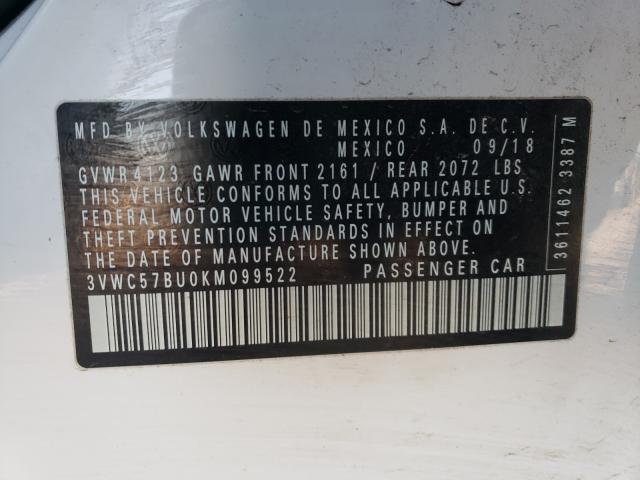 MFD BY VOLKSWAGEN DE MEXICO S.A. DE C.V.
MEXICO 09/18
GVWR 4123 GAWR FRONT 2161 / REAR 2072 LBS
THIS VEHICLE CONFORMS TO ALL APPLICABLE U.S.
FEDERAL MOTOR VEHICLE SAFETY, BUMPER AND
THEFT PREVENTION STANDARDS IN EFFECT ON
THE DATE OF MANUFACTURE SHOWN ABOVE.
3VWC57BU0KM099522 PASSENGER CAR
3611462 3387 M